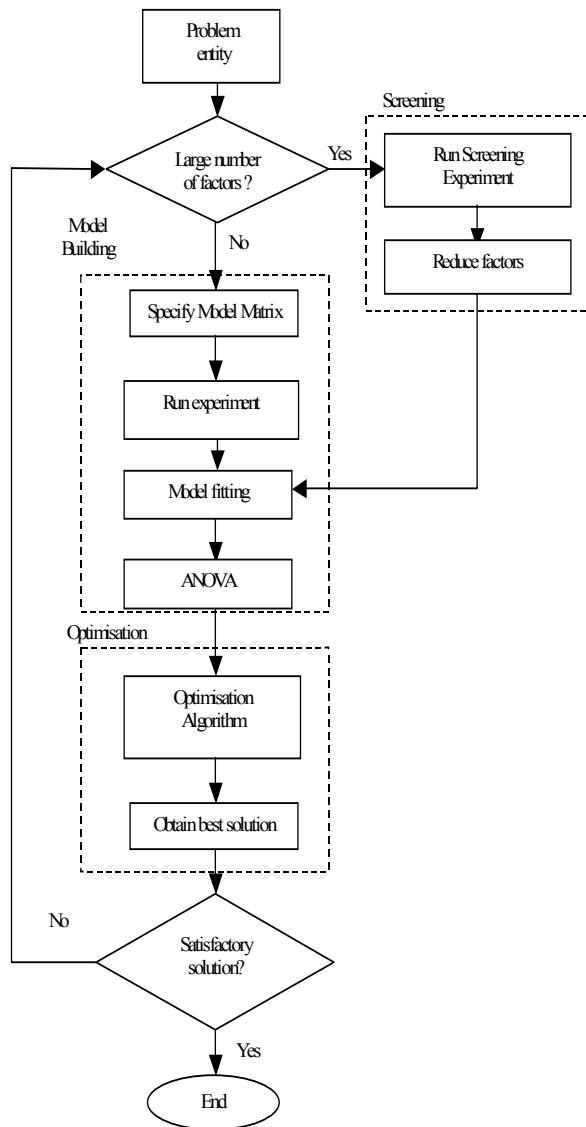 Problem
entity
Screening
Large number
of factors ?
Yes
Run Screening
Experiment
Model
Building
No
Reduce factors
Specify Model Matrix
Run experiment
Model fitting
ANOVA
Optimisation
Optimisation
Algorithm
Obtain best solution
No
Satisfactory
solution?
Yes
End